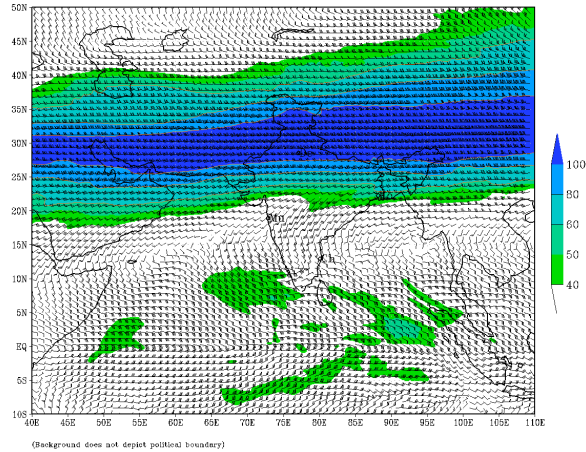 50N
45N
40N
35N
30N
25N
20N
15N
10N
5N
EQ
5S
10S
40E 45E 50E 55E 60E 65E 70E 75E 80E 85E 90E 95E 100E 105E 110E
100
80
60
50
40
Mu
Ch
(Background does not depict political boundary)